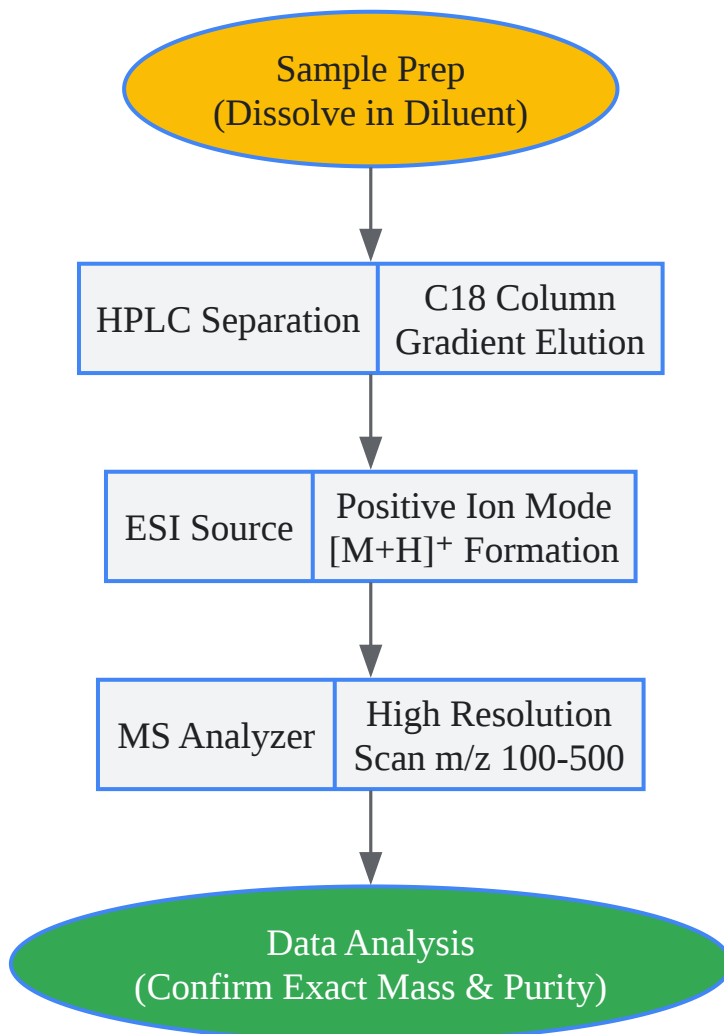 Sample Prep
(Dissolve in Diluent)
HPLC Separation
C18 Column
Gradient Elution
ESI Source
Positive Ion Mode
[M+H]⁺ Formation
MS Analyzer
High Resolution
Scan m/z 100-500
Data Analysis
(Confirm Exact Mass & Purity)